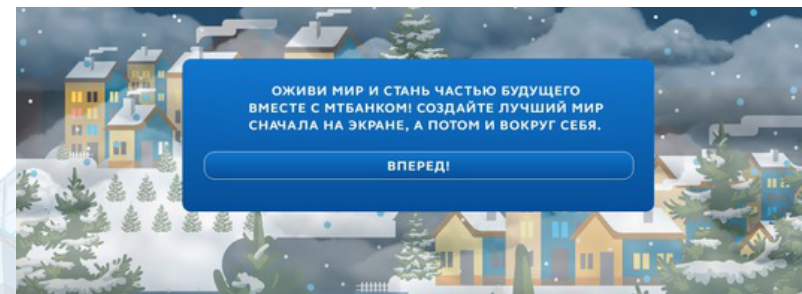 ОЖИВИ МИР И СТАНЬ ЧАСТЬЮ БУДУЩЕГО
ВМЕСТЕ С МТБАНКОМ! СОЗДАЙТЕ ЛУЧШИЙ МИР
СНАЧАЛА НА ЭКРАНЕ, А ПОТОМ И ВОКРУГ СЕБЯ.
ВПЕРЕД!